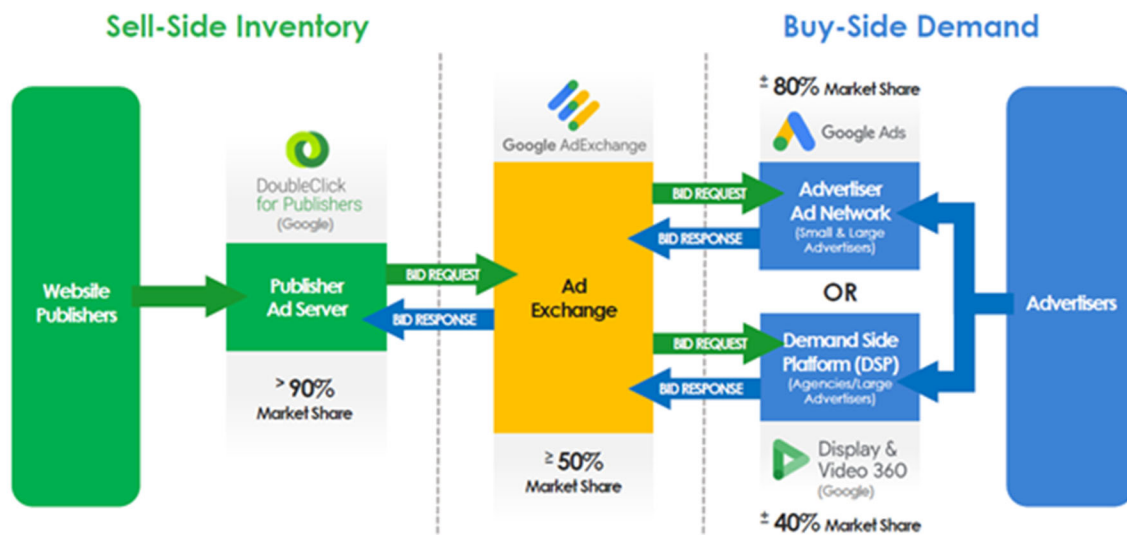 Sell-Side Inventory
Buy-Side Demand
Website
Publishers
DoubleClick
for Publishers
(Google)
Publisher
Ad Server
> 90%
Market Share
BID REQUEST
BID RESPONSE
Google AdExchange
Ad
Exchange
≥ 50%
Market Share
BID REQUEST
BID RESPONSE
BID REQUEST
BID RESPONSE
± 80% Market Share
Google Ads
Advertiser
Ad Network
(Small & Large
Advertisers)
OR
Demand Side
Platform (DSP)
(Agencies/Large
Advertisers)
Display &
Video 360
(Google)
± 40% Market Share
Advertisers